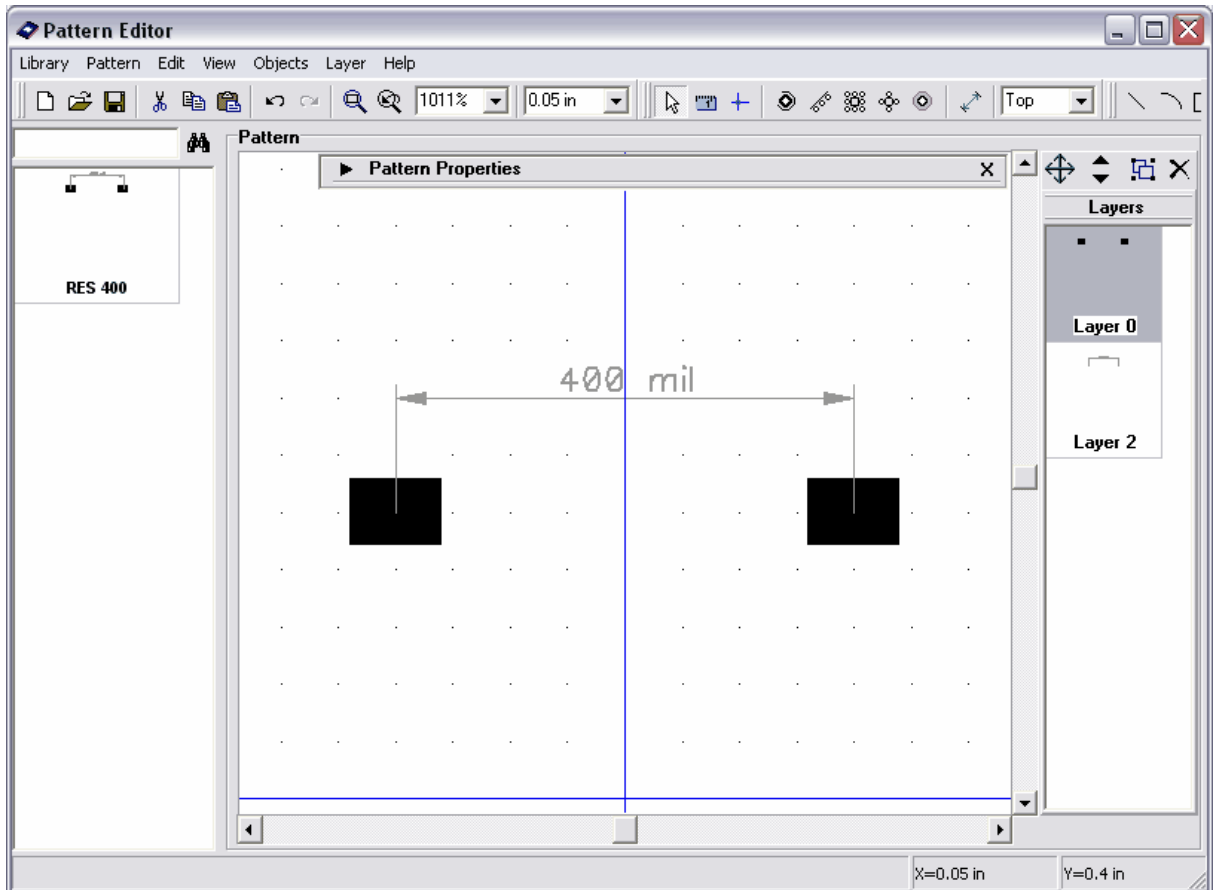 Pattern Editor
Library Pattern Edit View Objects Layer Help
1011% 0.05 in Top
Pattern
Pattern Properties
RES 400
400 mil
Layers
Layer 0
Layer 2
X=0.05 in Y=0.4 in